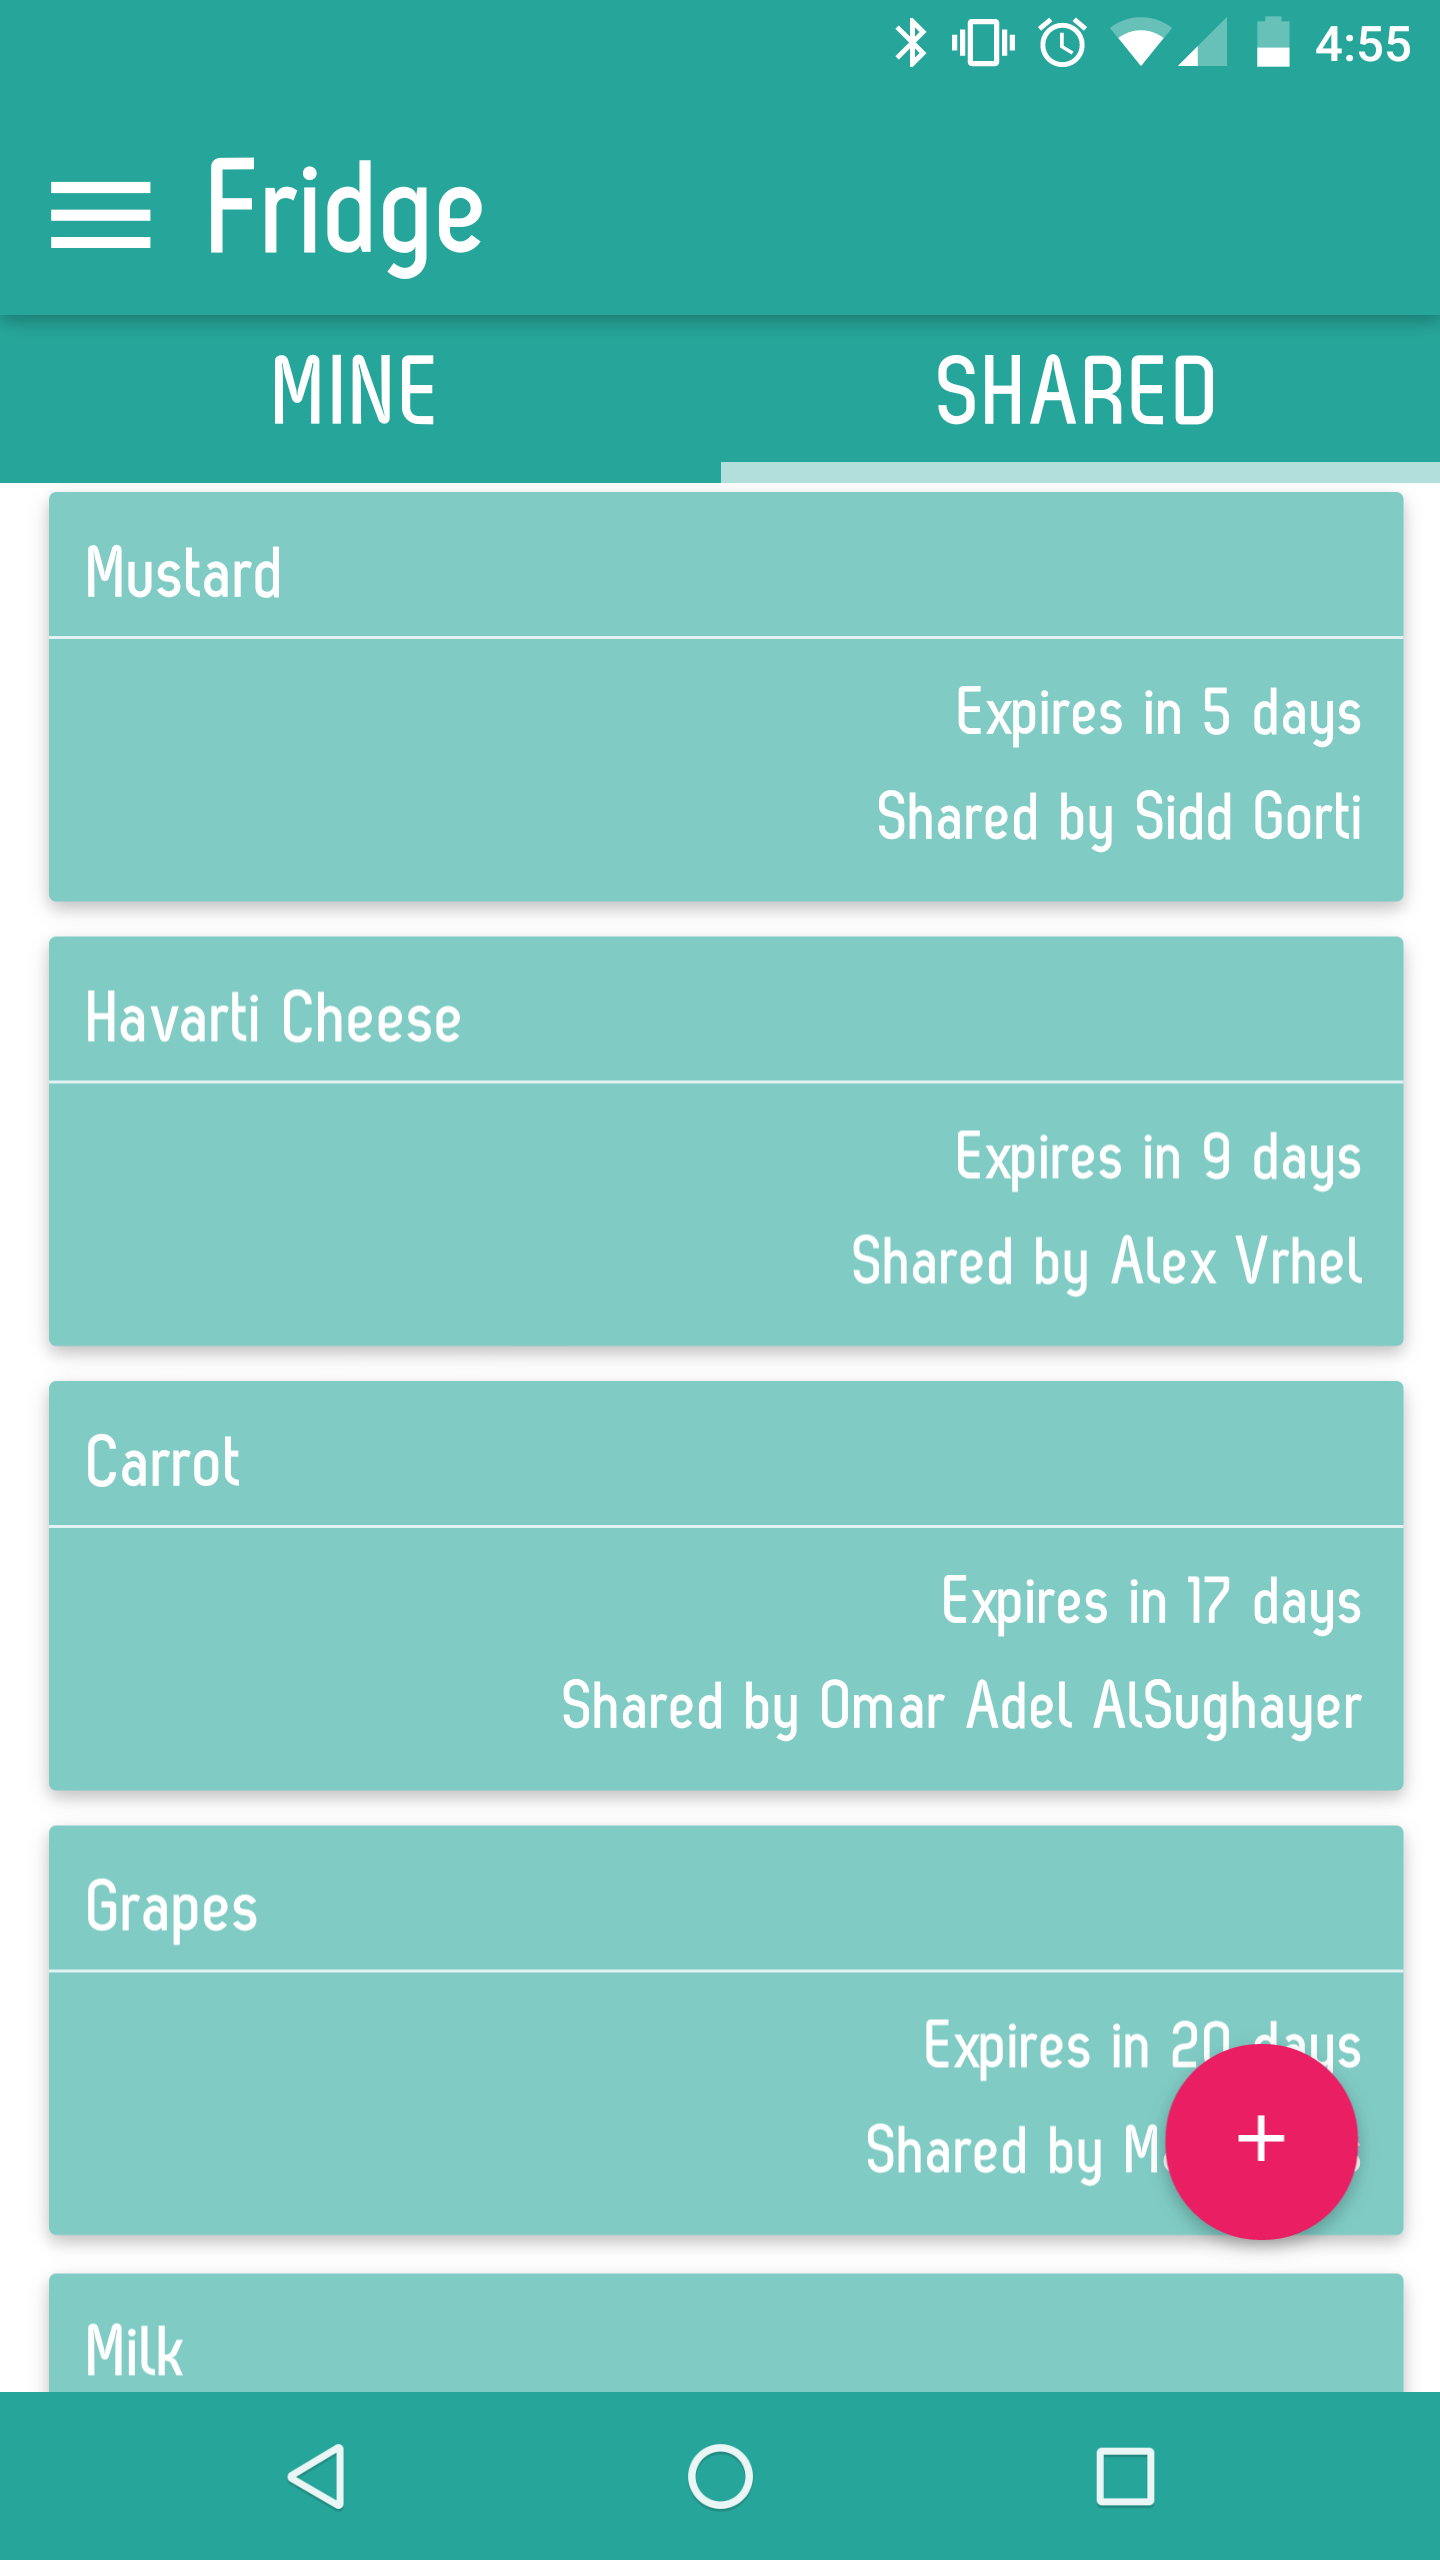 4:55
Fridge
MINE
SHARED
Mustard
Expires in 5 days
Shared by Sidd Gorti
Havarti Cheese
Expires in 9 days
Shared by Alex Vrhel
Carrot
Expires in 17 days
Shared by Omar Adel AlSughayer
Grapes
Expires in 20 days
Shared by
Milk